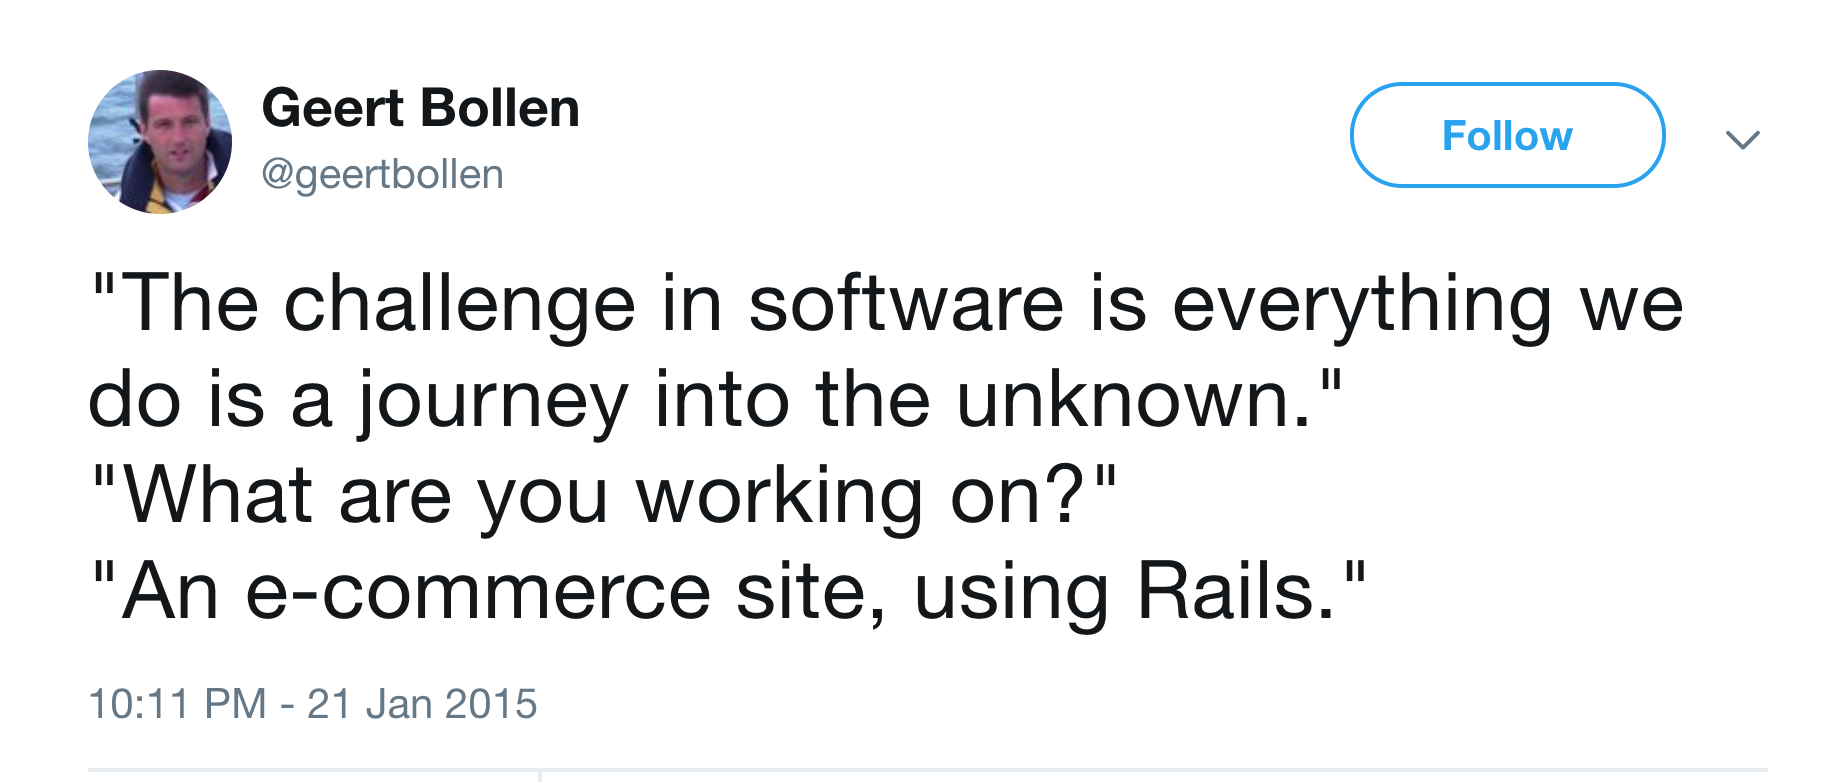 Geert Bollen
@geertbollen
Follow
"The challenge in software is everything we
do is a journey into the unknown."
"What are you working on?"
"An e-commerce site, using Rails."
10:11 PM - 21 Jan 2015